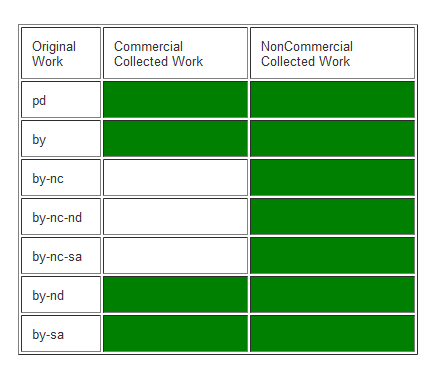 Original Work
Commercial Collected Work
NonCommercial Collected Work
pd
by
by-nc
by-nc-nd
by-nc-sa
by-nd
by-sa